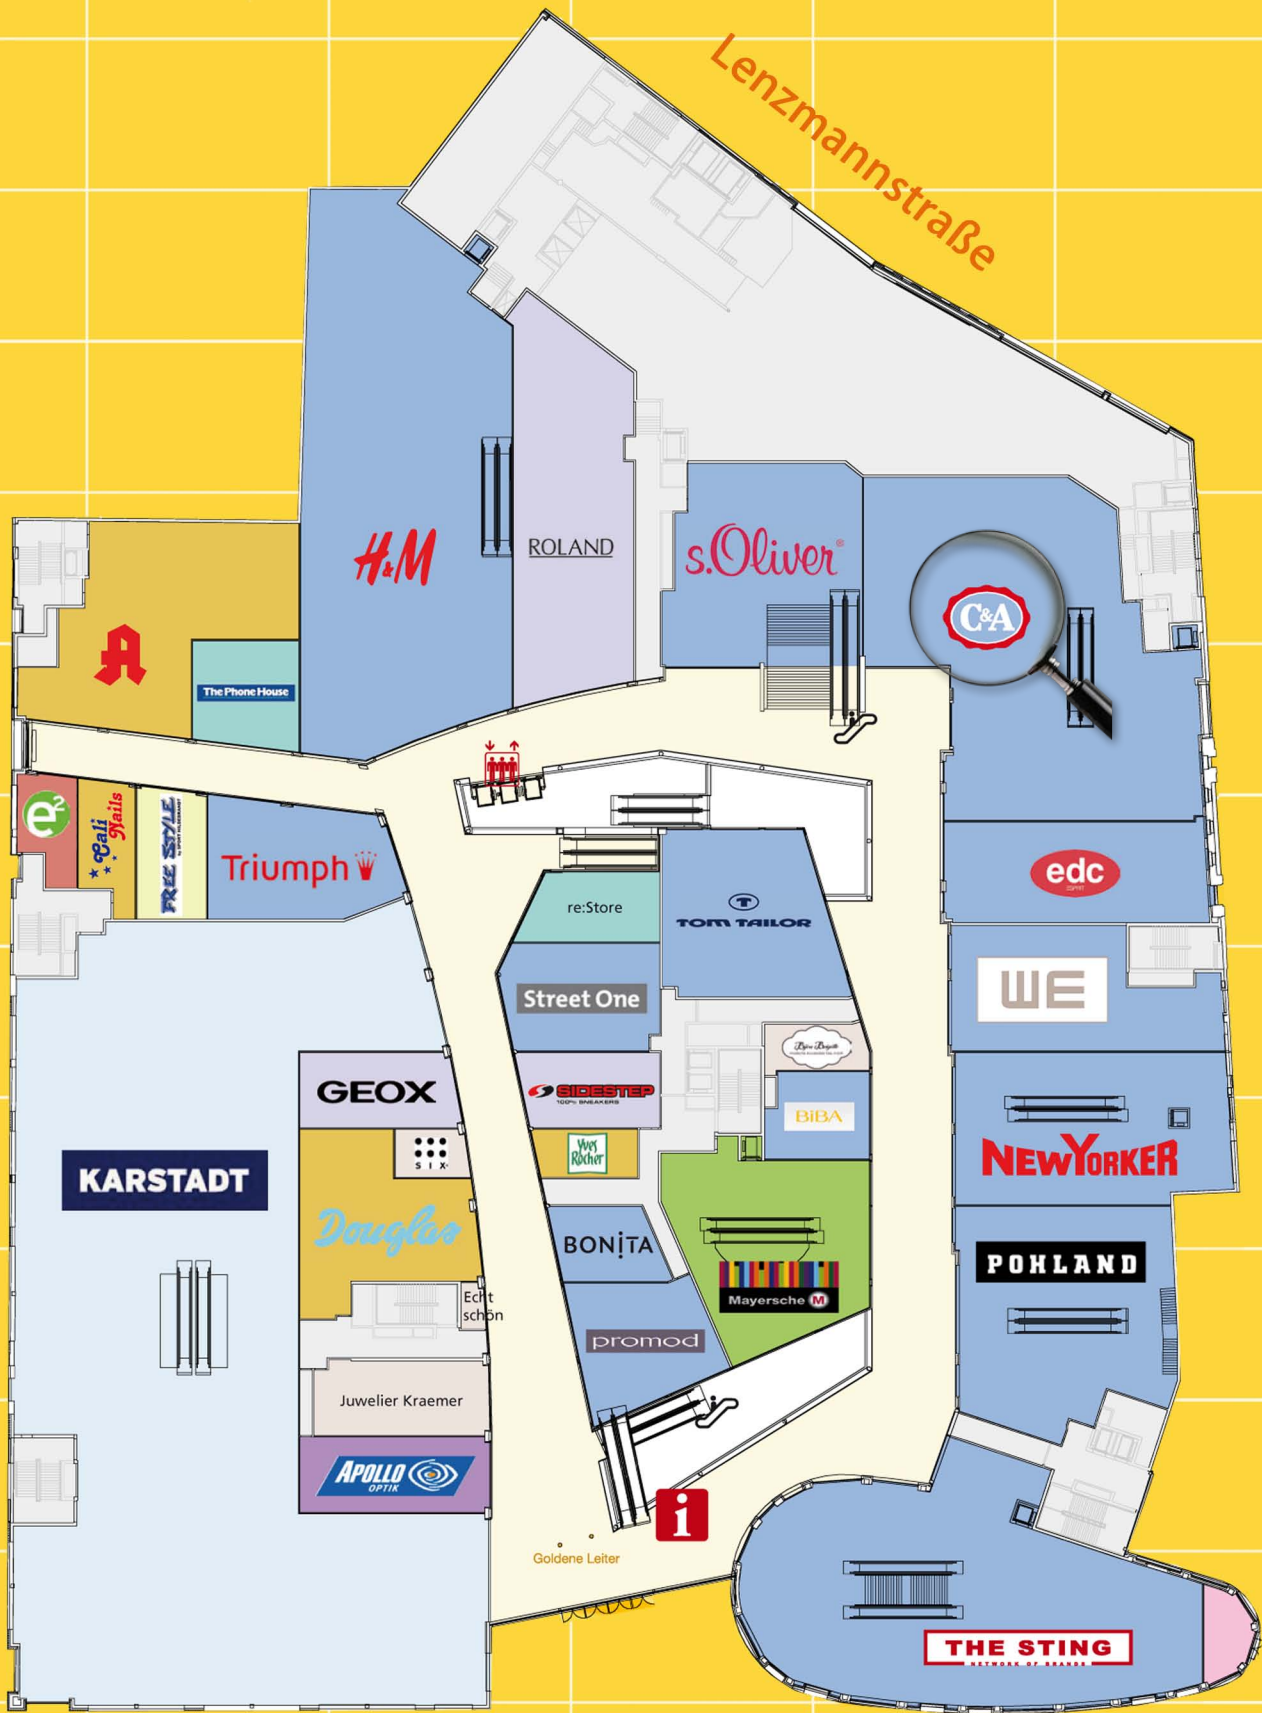 Lenzmannstraße
H&M
ROLAND
s.Oliver®
C&A
A
The Phone House
e²
Cali
Nails
FREE STYLE
Triumph
edc
ESPRIT
re:Store
TOM TAILOR
WE
Street One
GEOX
SIDESTEP
100% SNEAKERS
BiBA
NEWYORKER
SIX
Yves
Rocher
KARSTADT
Douglas
BONiTA
POHLAND
Mayersche M
Echt
schön
promod
Juwelier Kraemer
APOLLO
OPTIK
i
Goldene Leiter
THE STING
NETWORK OF BRANDS